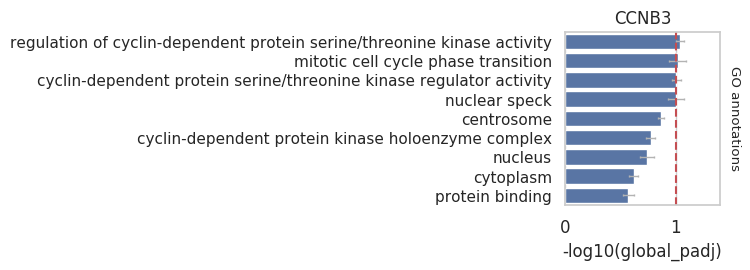 CCNB3
regulation of cyclin-dependent protein serine/threonine kinase activity
mitotic cell cycle phase transition
cyclin-dependent protein serine/threonine kinase regulator activity
nuclear speck
centrosome
cyclin-dependent protein kinase holoenzyme complex
nucleus
cytoplasm
protein binding
GO annotations
0 1
-log10(global_padj)